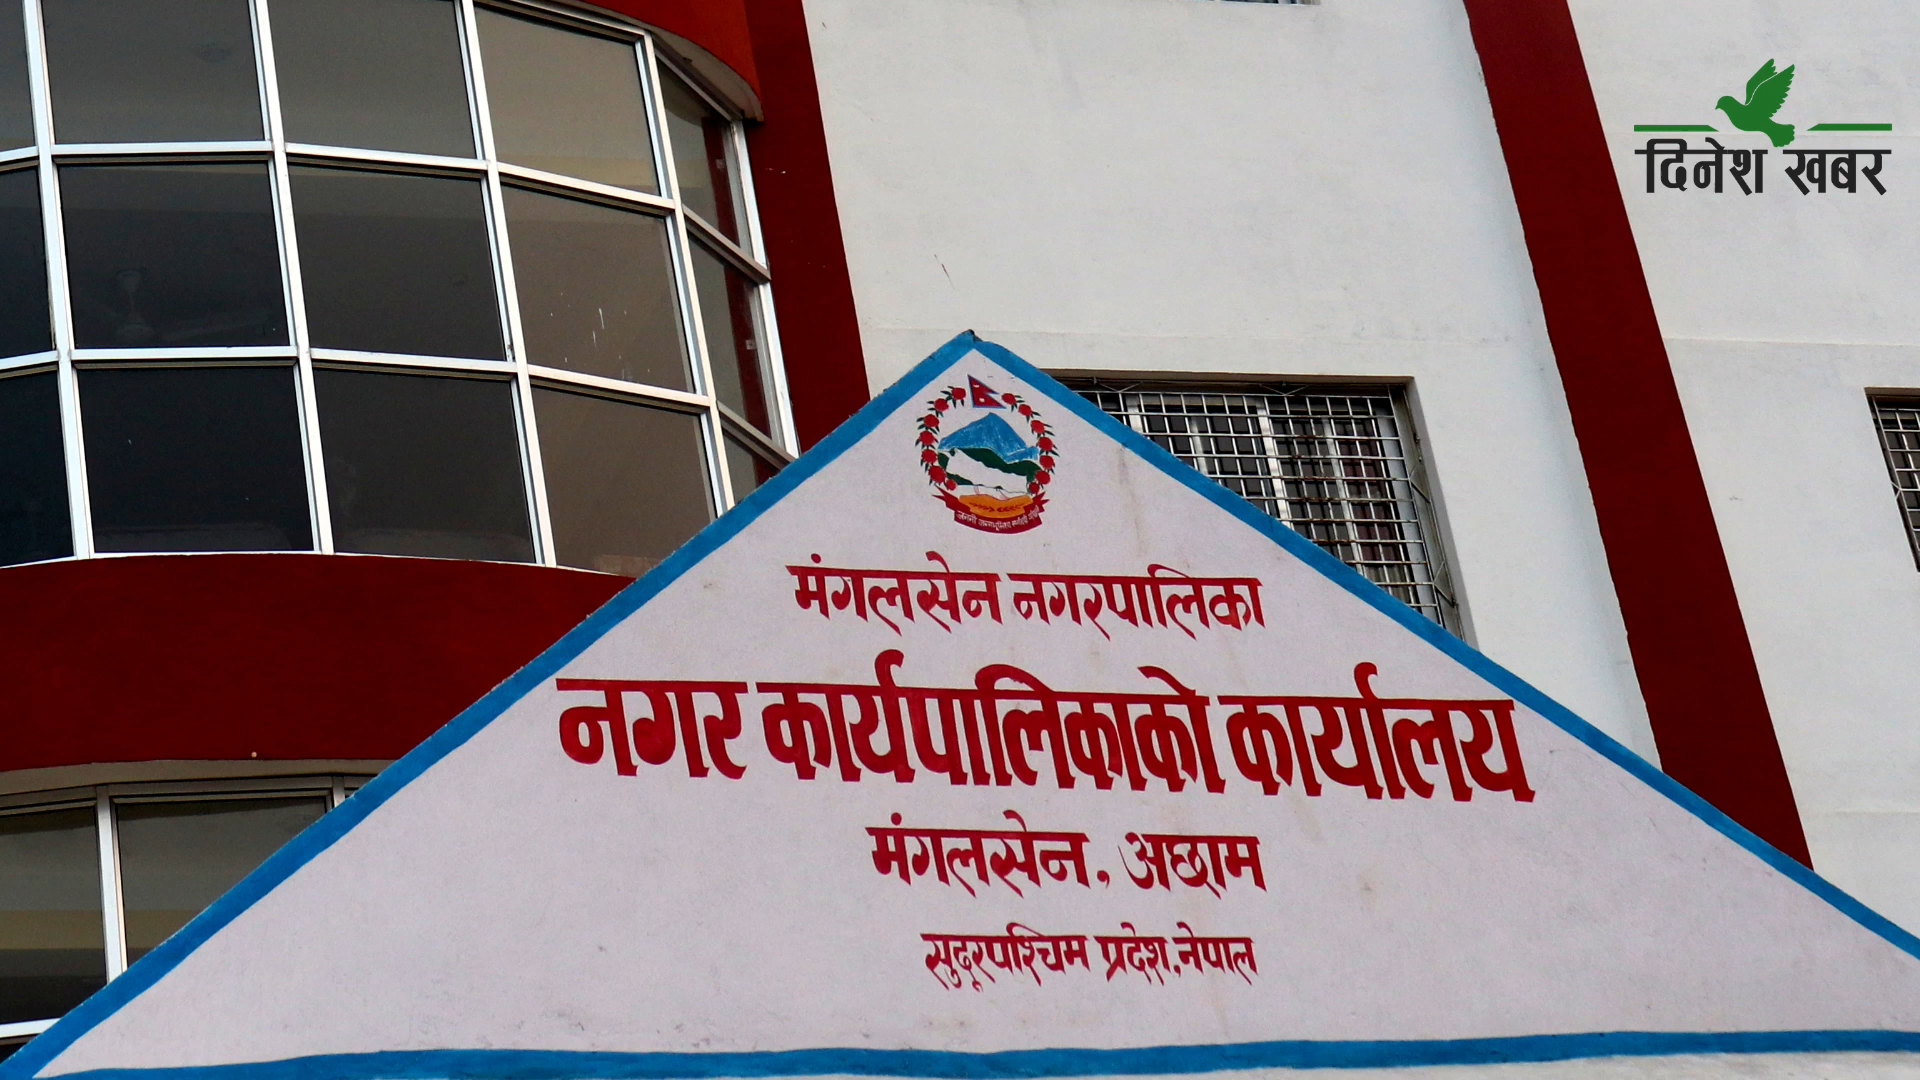 दिनेश खबर
मंगलसेन नगरपालिका
नगर कार्यपालिकाको कार्यालय
मंगलसेन, अछाम
सुदूरपश्चिम प्रदेश, नेपाल